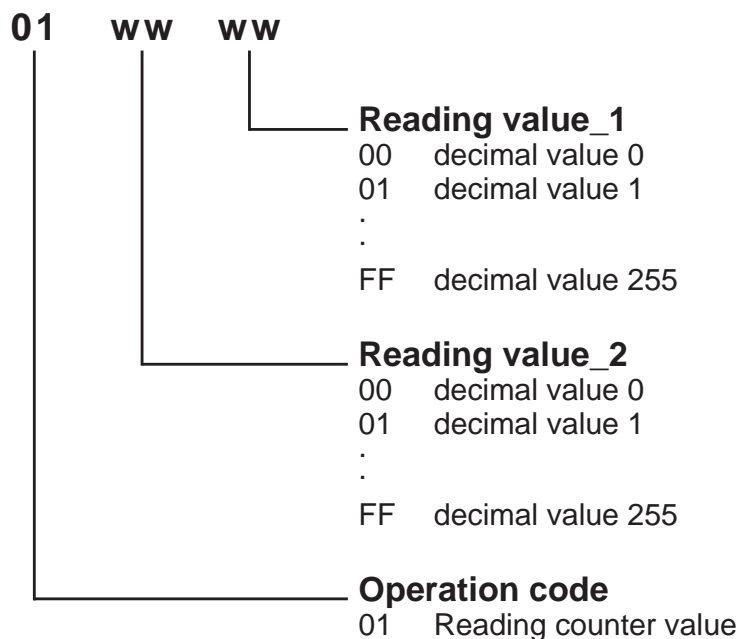 01 ww ww
Reading value_1
00 decimal value 0
01 decimal value 1
.
.
FF decimal value 255
Reading value_2
00 decimal value 0
01 decimal value 1
.
.
FF decimal value 255
Operation code
01 Reading counter value